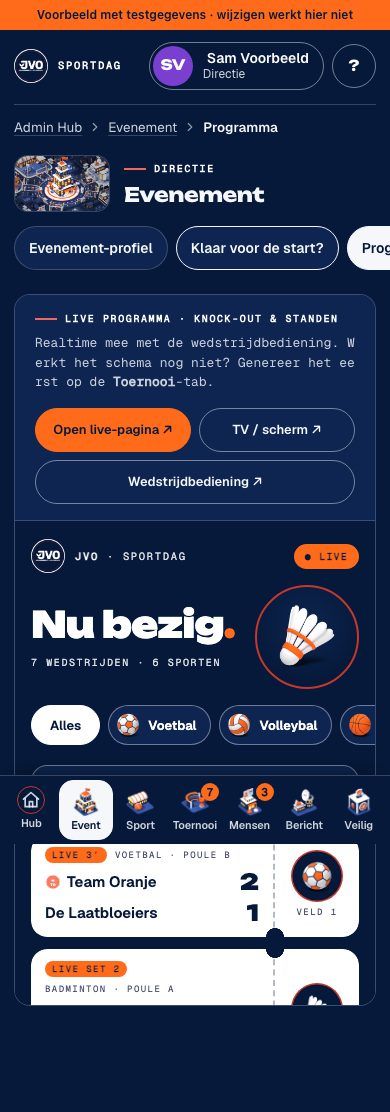 Voorbeeld met testgegevens · wijzigen werkt hier niet
JVO SPORTDAG
SV Sam Voorbeeld
Directie
?
Admin Hub > Evenement > Programma
DIRECTIE
Evenement
Evenement-profiel Klaar voor de start? Prog
LIVE PROGRAMMA · KNOCK-OUT & STANDEN
Realtime mee met de wedstrijdbediening. W
erkt het schema nog niet? Genereer het ee
rst op de Toernooi-tab.
Open live-pagina ↗ TV / scherm ↗
Wedstrijdbediening ↗
JVO JVO · SPORTDAG ● LIVE
Nu bezig.
7 WEDSTRIJDEN · 6 SPORTEN
Alles Voetbal Volleybal
7 3
Hub Event Sport Toernooi Mensen Bericht Veilig
LIVE 3' VOETBAL · POULE B
Team Oranje 2
De Laatbloeiers 1
VELD 1
LIVE SET 2
BADMINTON · POULE A